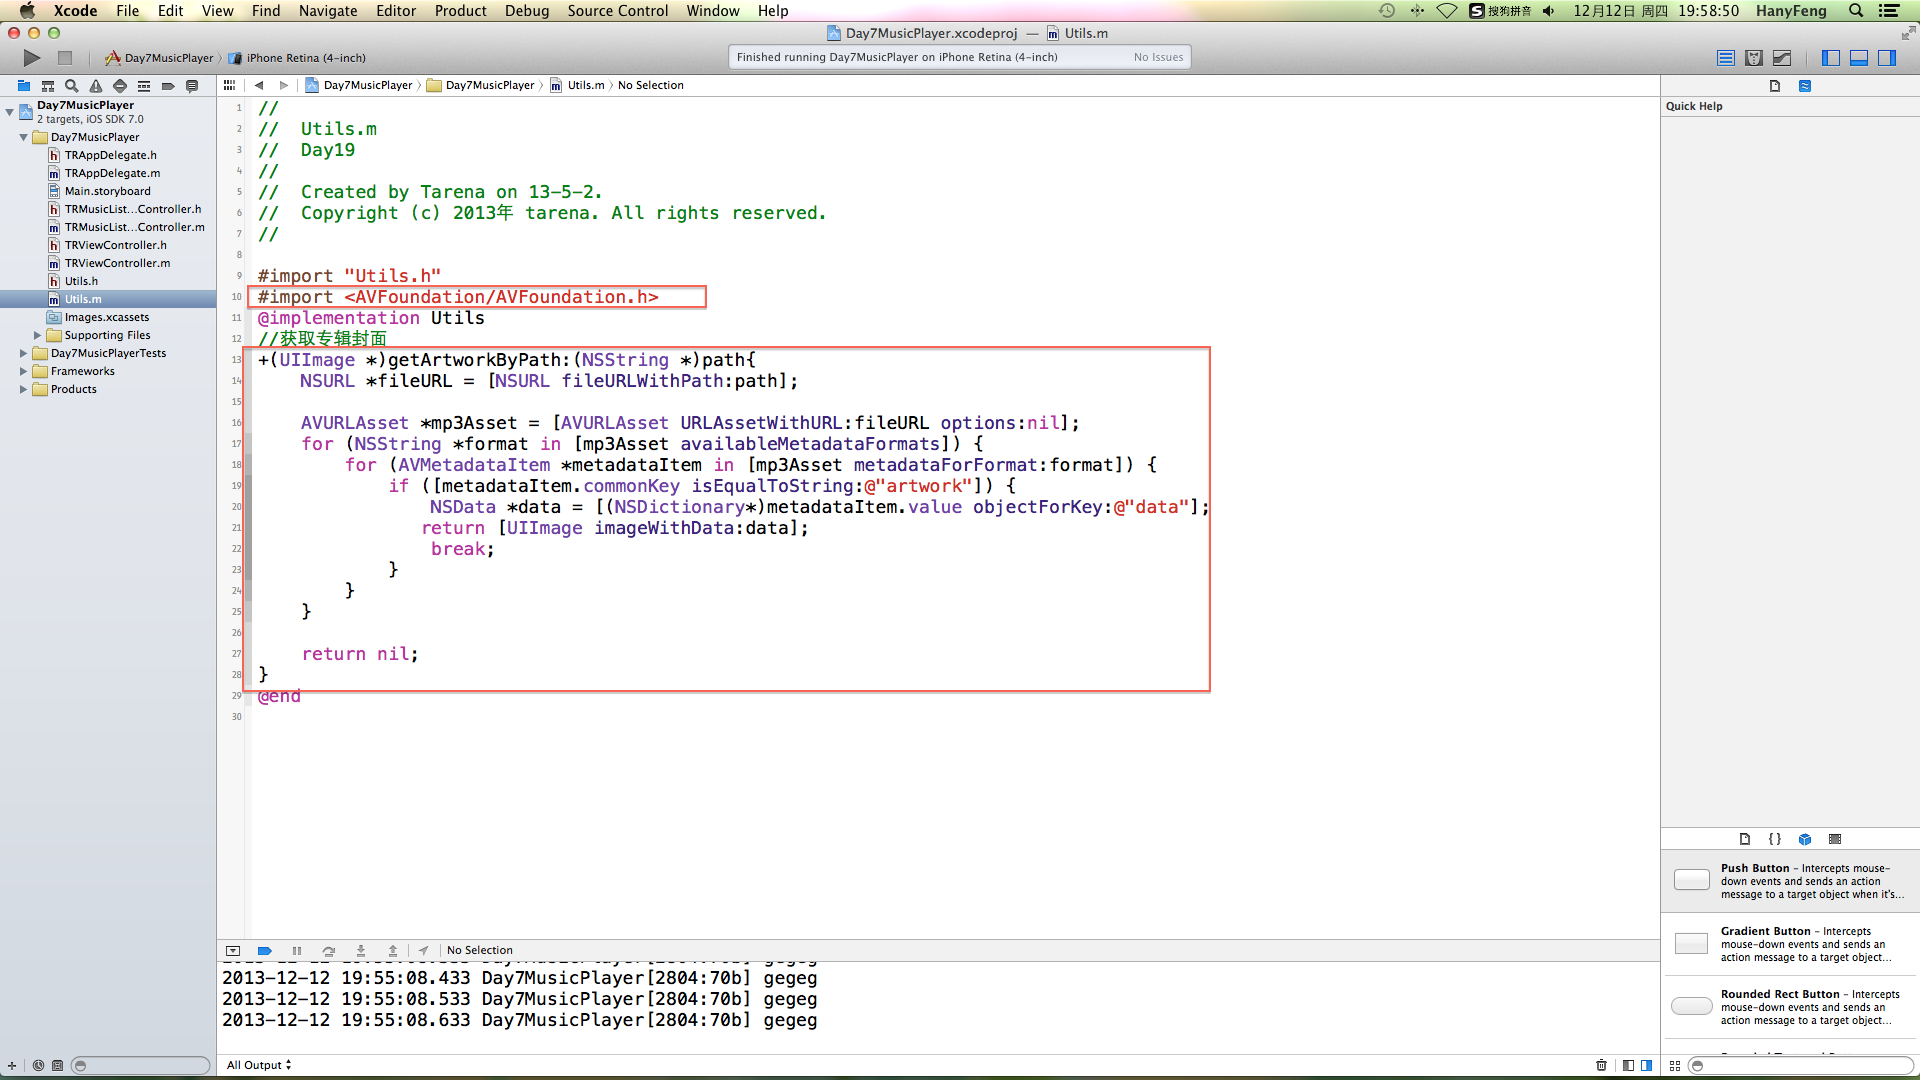 Xcode File Edit View Find Navigate Editor Product Debug Source Control Window Help
搜狗拼音 12月12日 周四 19:58:50 HanyFeng
Day7MusicPlayer.xcodeproj — Utils.m
Day7MusicPlayer iPhone Retina (4-inch)
Finished running Day7MusicPlayer on iPhone Retina (4-inch) No Issues
Day7MusicPlayer Day7MusicPlayer Utils.m No Selection
Day7MusicPlayer
2 targets, iOS SDK 7.0
Day7MusicPlayer
TRAppDelegate.h
TRAppDelegate.m
Main.storyboard
TRMusicList...Controller.h
TRMusicList...Controller.m
TRViewController.h
TRViewController.m
Utils.h
Utils.m
Images.xcassets
Supporting Files
Day7MusicPlayerTests
Frameworks
Products
1 //
2 // Utils.m
3 // Day19
4 //
5 // Created by Tarena on 13-5-2.
6 // Copyright (c) 2013年 tarena. All rights reserved.
7 //
8
9 #import "Utils.h"
10 #import <AVFoundation/AVFoundation.h>
11 @implementation Utils
12 //获取专辑封面
13 +(UIImage *)getArtworkByPath:(NSString *)path{
14 NSURL *fileURL = [NSURL fileURLWithPath:path];
15
16 AVURLAsset *mp3Asset = [AVURLAsset URLAssetWithURL:fileURL options:nil];
17 for (NSString *format in [mp3Asset availableMetadataFormats]) {
18 for (AVMetadataItem *metadataItem in [mp3Asset metadataForFormat:format]) {
19 if ([metadataItem.commonKey isEqualToString:@"artwork"]) {
20 NSData *data = [(NSDictionary*)metadataItem.value objectForKey:@"data"];
21 return [UIImage imageWithData:data];
22 break;
23 }
24 }
25 }
26
27 return nil;
28 }
29 @end
30
No Selection
2013-12-12 19:55:08.433 Day7MusicPlayer[2804:70b] gegeg
2013-12-12 19:55:08.533 Day7MusicPlayer[2804:70b] gegeg
2013-12-12 19:55:08.633 Day7MusicPlayer[2804:70b] gegeg
All Output
Quick Help
Push Button – Intercepts mouse-
down events and sends an action
message to a target object when it's...
Gradient Button – Intercepts
mouse-down events and sends an
action message to a target object...
Rounded Rect Button – Intercepts
mouse-down events and sends an
action message to a target object...